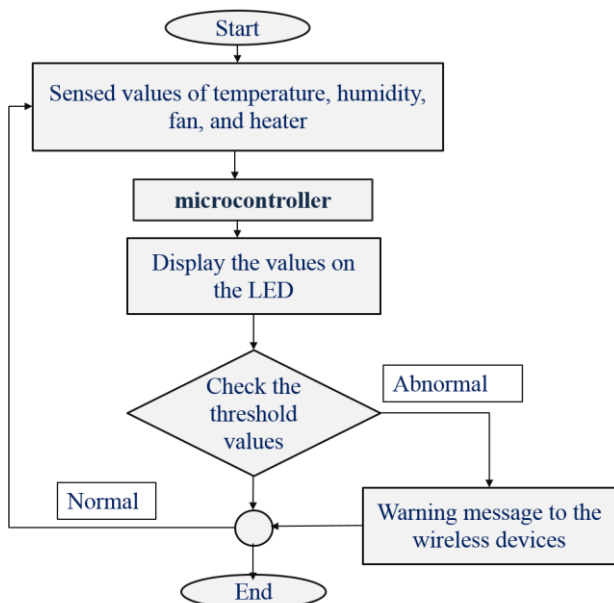 Start
Sensed values of temperature, humidity,
fan, and heater
microcontroller
Display the values on
the LED
Check the
threshold
values
Abnormal
Normal
Warning message to the
wireless devices
End